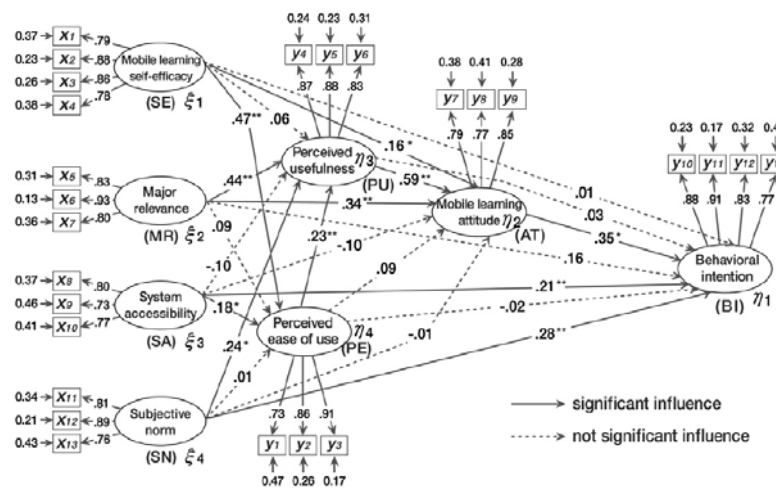 0.24 0.23 0.31
0.37 x1 .79
0.23 x2 .88
0.26 x3 .86
0.38 x4 .78
Mobile learning
self-efficacy
(SE) ξ1
y4 y5 y6
.87 .88 .83
0.38 0.41 0.28
y7 y8 y9
.79 .77 .85
0.23 0.17 0.32
y10 y11 y12
.88 .91 .83 .77
.47**
.06
.16*
.01
0.31 x5 .83
0.13 x6 .93
0.36 x7 .80
Major
relevance
(MR) ξ2
.44**
Perceived
usefulness
η3
(PU)
.59**
.03
.34**
.09
Mobile learning
attitude η2
(AT)
.35*
.23**
-.10
-.10
.16
Behavioral
intention
η1
(BI)
0.37 x8 .80
0.46 x9 .73
0.41 x10 .77
System
accessibility
(SA) ξ3
.09
.21**
.18*
-.02
Perceived
ease of use
η4
(PE)
-.01
.28**
.24*
.01
0.34 x11 .81
0.21 x12 .89
0.43 x13 .76
Subjective
norm
(SN) ξ4
.73 .86 .91
y1 y2 y3
0.47 0.26 0.17
significant influence
not significant influence